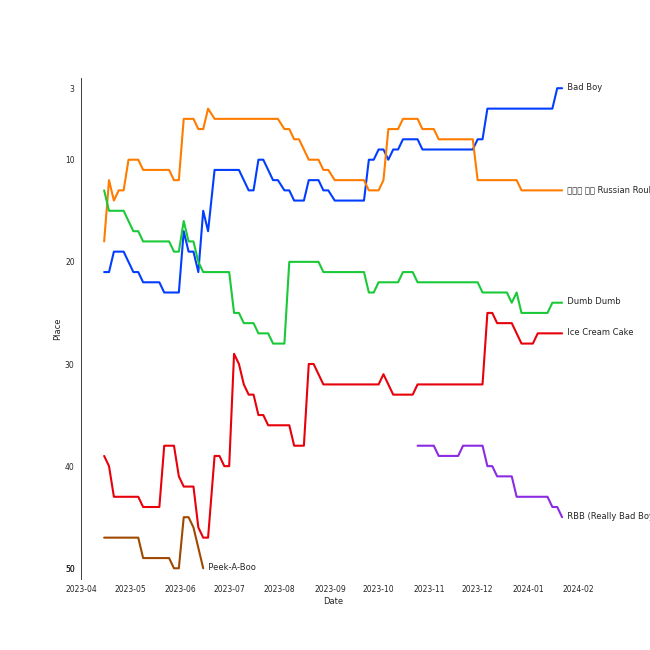 3
Bad Boy
10
Russian Roul
20
Dumb Dumb
Ice Cream Cake
Place
30
40
RBB (Really Bad Boy
50
Peek-A-Boo
2023-04 2023-05 2023-06 2023-07 2023-08 2023-09 2023-10 2023-11 2023-12 2024-01 2024-02
Date